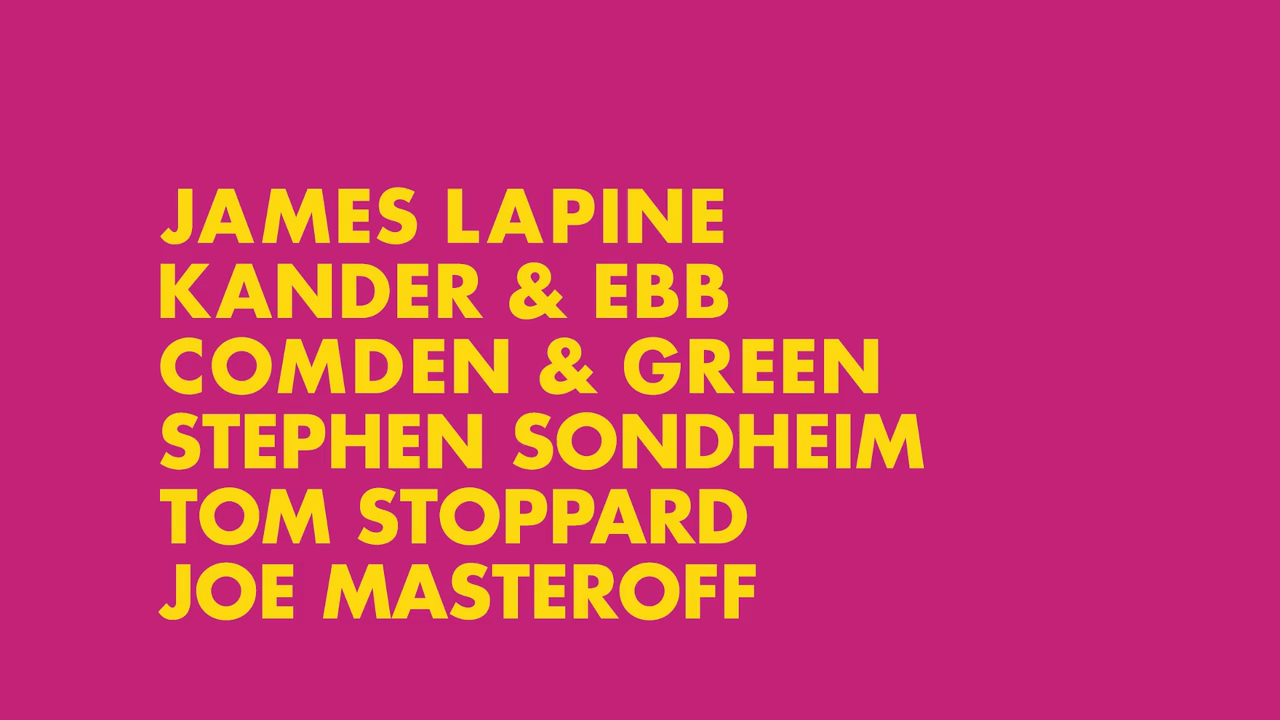 JAMES LAPINE
KANDER & EBB
COMDEN & GREEN
STEPHEN SONDHEIM
TOM STOPPARD
JOE MASTEROFF